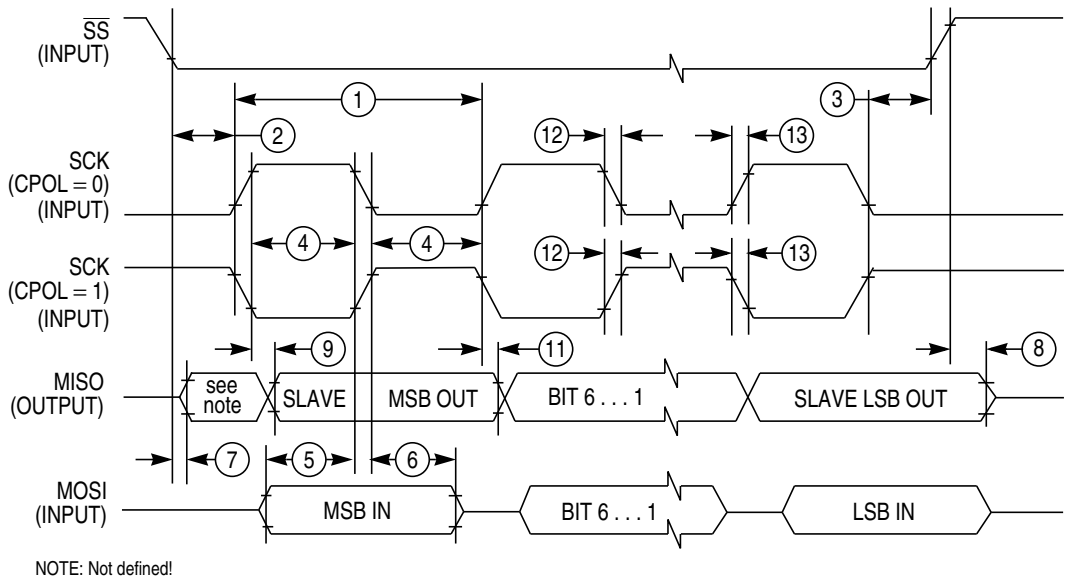 SS
(INPUT)
1
3
2
12
13
SCK
(CPOL = 0)
(INPUT)
4
4
12
13
SCK
(CPOL = 1)
(INPUT)
9
11
8
MISO
(OUTPUT)
see
note
SLAVE
MSB OUT
BIT 6 . . . 1
SLAVE LSB OUT
7
5
6
MOSI
(INPUT)
MSB IN
BIT 6 . . . 1
LSB IN
NOTE: Not defined!